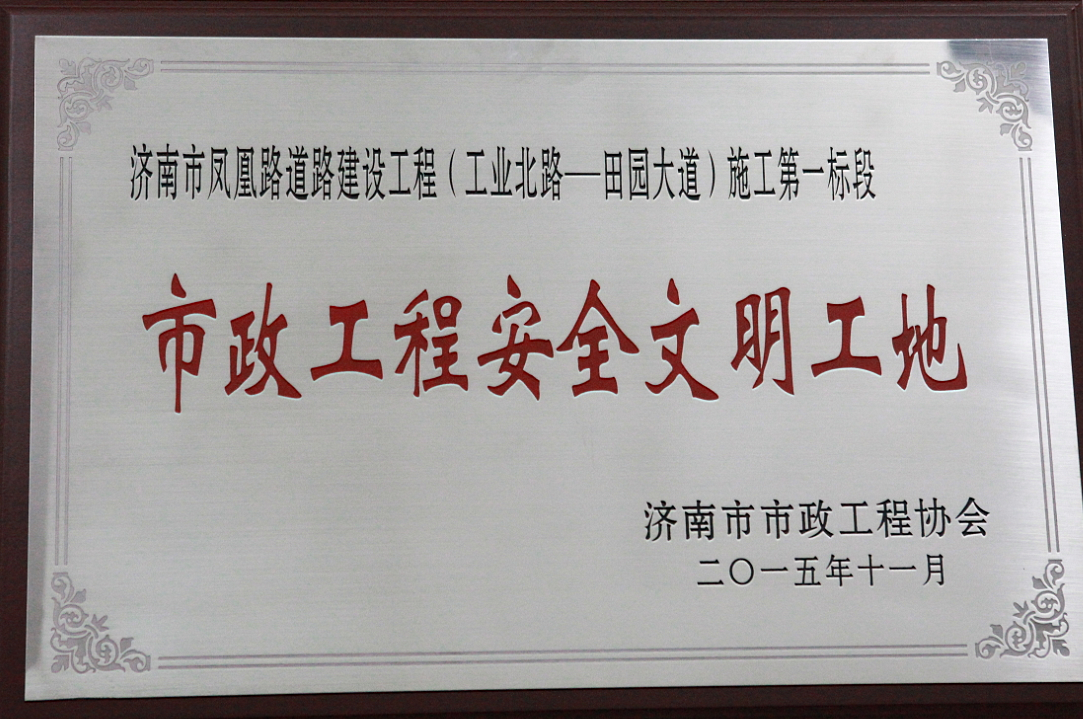 济南市凤凰路道路建设工程（工业北路—田园大道）施工第一标段
市政工程安全文明工地
济南市市政工程协会
二〇一五年十一月